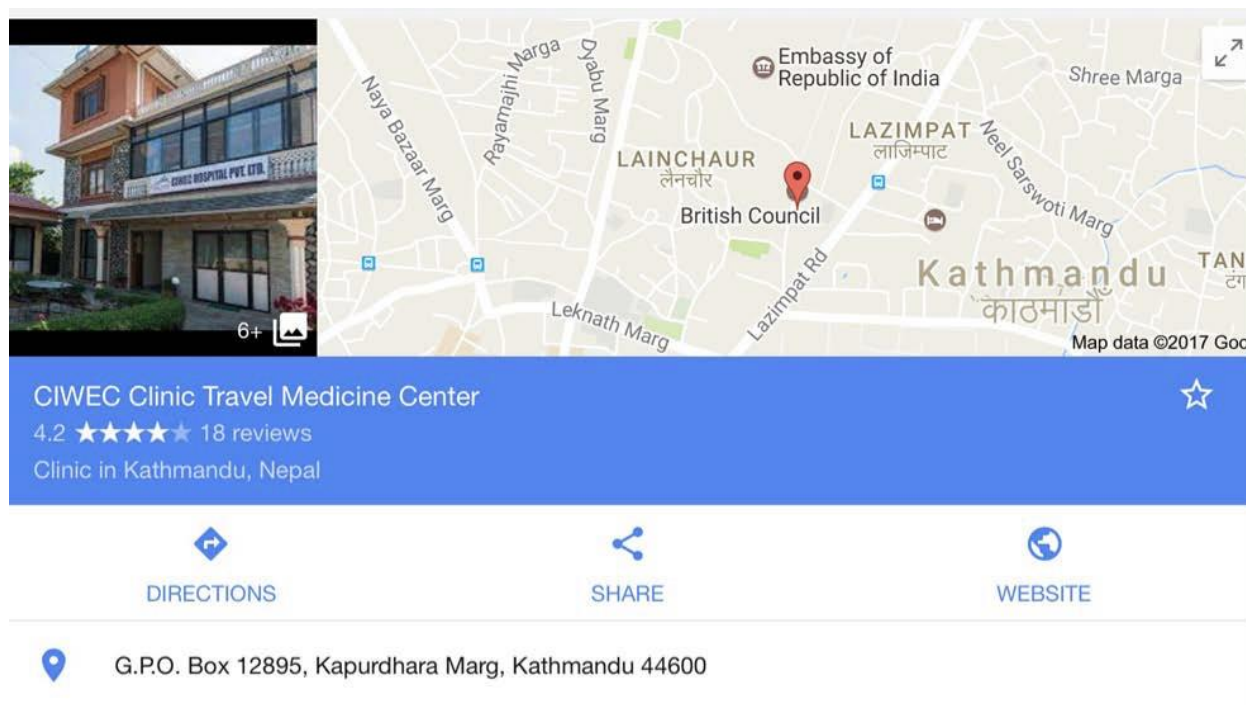 CIWEC HOSPITAL PVT. LTD.
6+
Naya Bazaar Marg
Rayamajhi Marga
Dyabu Marg
Embassy of
Republic of India
Shree Marga
LAZIMPAT
लाजिम्पाट
Neel Sarswoti Marg
LAINCHAUR
लैनचौर
British Council
Lazimpat Rd
Leknath Marg
Kathmandu
काठमाडौँ
TAN
Map data ©2017 Goo
CIWEC Clinic Travel Medicine Center
4.2 18 reviews
Clinic in Kathmandu, Nepal
DIRECTIONS
SHARE
WEBSITE
G.P.O. Box 12895, Kapurdhara Marg, Kathmandu 44600